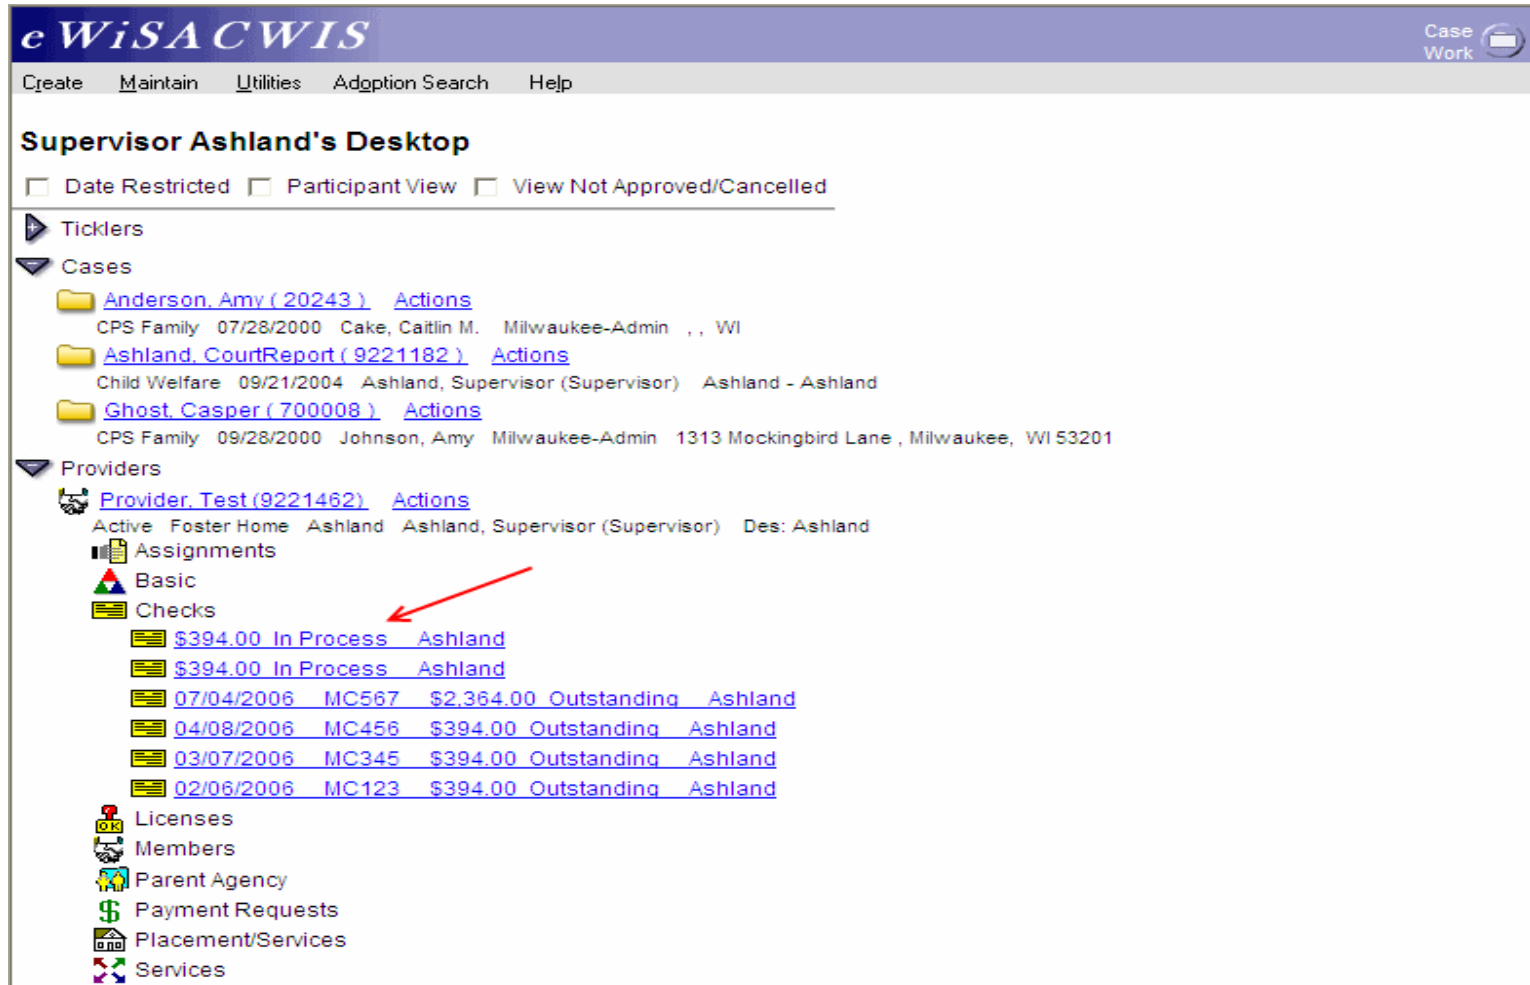 eWiSACWIS
Case
Work
Create Maintain Utilities Adoption Search Help
Supervisor Ashland's Desktop
Date Restricted Participant View View Not Approved/Cancelled
Ticklers
Cases
Anderson, Amy ( 20243 ) Actions
CPS Family 07/28/2000 Cake, Caitlin M. Milwaukee-Admin , , WI
Ashland, CourtReport ( 9221182 ) Actions
Child Welfare 09/21/2004 Ashland, Supervisor (Supervisor) Ashland - Ashland
Ghost, Casper ( 700008 ) Actions
CPS Family 09/28/2000 Johnson, Amy Milwaukee-Admin 1313 Mockingbird Lane , Milwaukee, WI 53201
Providers
Provider, Test (9221462) Actions
Active Foster Home Ashland Ashland, Supervisor (Supervisor) Des: Ashland
Assignments
Basic
Checks
$394.00 In Process Ashland
$394.00 In Process Ashland
07/04/2006 MC567 $2,364.00 Outstanding Ashland
04/08/2006 MC456 $394.00 Outstanding Ashland
03/07/2006 MC345 $394.00 Outstanding Ashland
02/06/2006 MC123 $394.00 Outstanding Ashland
OK Licenses
Members
Parent Agency
$ Payment Requests
Placement/Services
Services